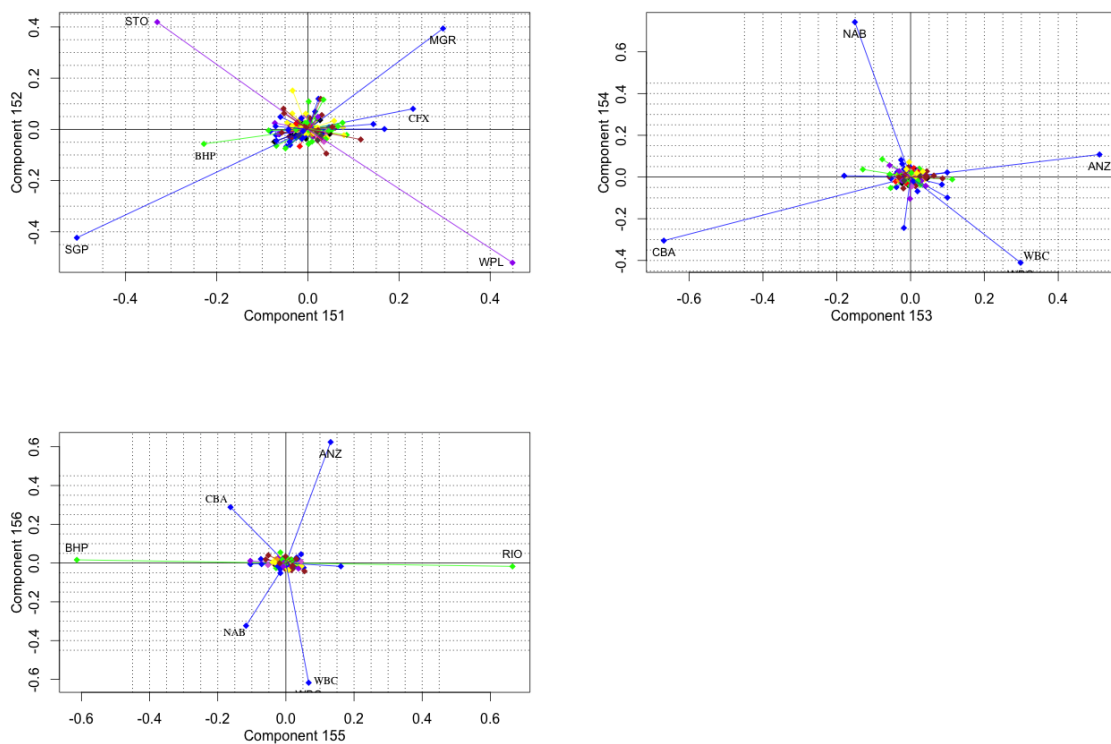 0.4
0.2
0.0
-0.2
-0.4
Component 152
STO
MGR
CFX
BHP
SGP
WPL
-0.4
-0.2
0.0
0.2
0.4
Component 151
0.6
0.4
0.2
0.0
-0.2
-0.4
Component 154
NAB
ANZ
CBA
WBC
-0.6
-0.4
-0.2
0.0
0.2
0.4
Component 153
0.6
0.4
0.2
0.0
-0.2
-0.4
-0.6
Component 156
ANZ
CBA
BHP
RIO
NAB
WBC
-0.6
-0.4
-0.2
0.0
0.2
0.4
0.6
Component 155